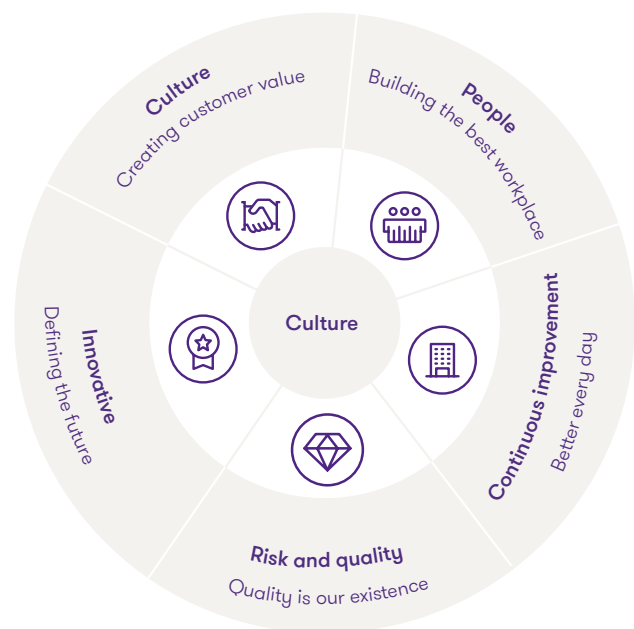 Culture
Creating customer value
People
Building the best workplace
Continuous improvement
Better every day
Risk and quality
Quality is our existence
Innovative
Defining the future
Culture